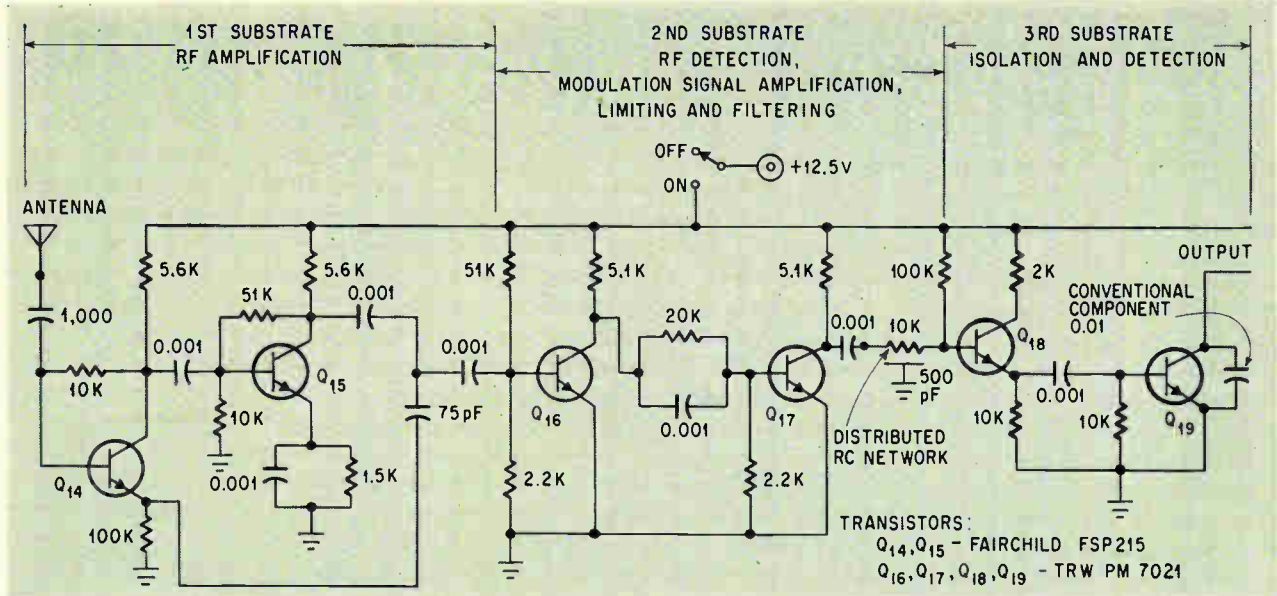 1ST SUBSTRATE
RF AMPLIFICATION
2ND SUBSTRATE
RF DETECTION,
MODULATION SIGNAL AMPLIFICATION,
LIMITING AND FILTERING
3RD SUBSTRATE
ISOLATION AND DETECTION
OFF
+12.5V
ON
ANTENNA
OUTPUT
5.6K
5.6K
51K
5.1K
5.1K
100K
2K
CONVENTIONAL
COMPONENT
0.01
1,000
51K
0.001
20K
0.001
10K
Q18
10K
0.001
Q15
0.001
Q16
0.001
Q17
500
pF
0.001
Q19
10K
75pF
10K
10K
DISTRIBUTED
RC NETWORK
Q14
0.001
1.5K
2.2K
2.2K
100K
TRANSISTORS:
Q14, Q15 - FAIRCHILD FSP215
Q16, Q17, Q18, Q19 - TRW PM 7021